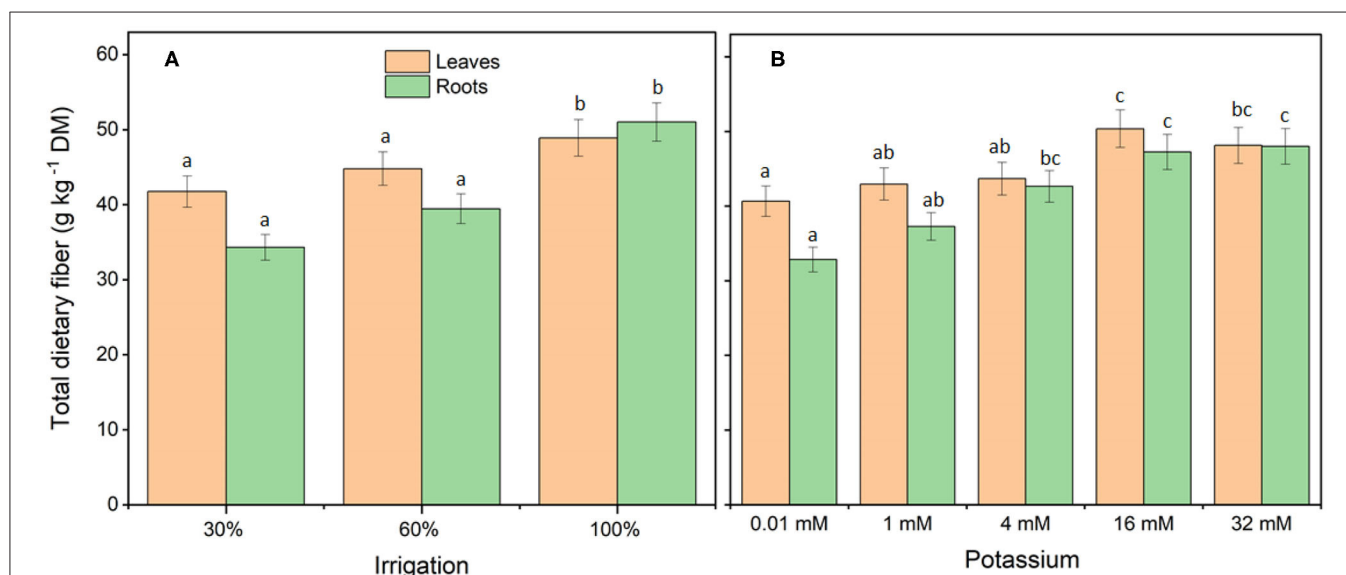 A
B
Leaves
Roots
Total dietary fiber (g kg⁻¹ DM)
60
50
40
30
20
10
0
a a a a b b
a a ab ab ab bc c c bc c
30% 60% 100%
0.01 mM 1 mM 4 mM 16 mM 32 mM
Irrigation
Potassium